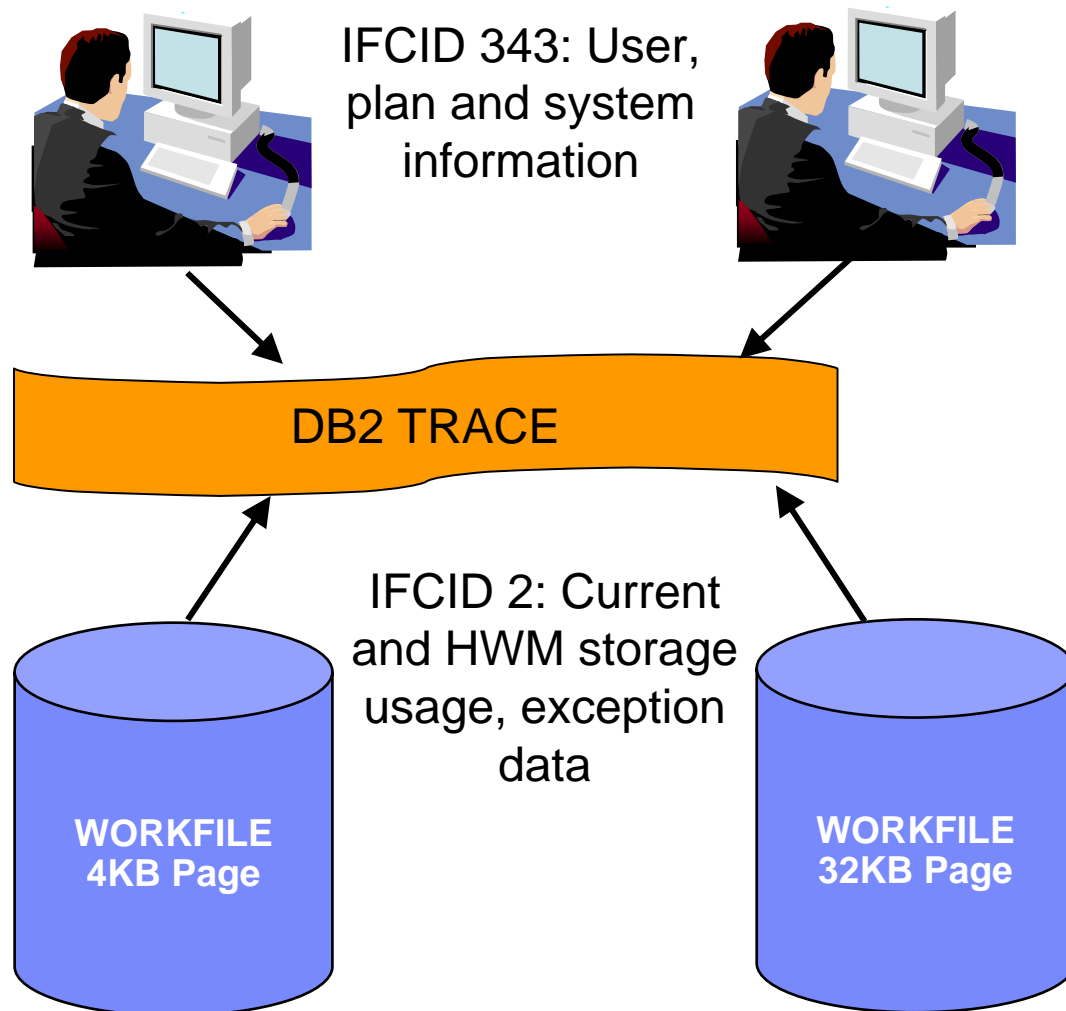 IFCID 343: User,
plan and system
information
DB2 TRACE
IFCID 2: Current
and HWM storage
usage, exception
data
WORKFILE
4KB Page
WORKFILE
32KB Page